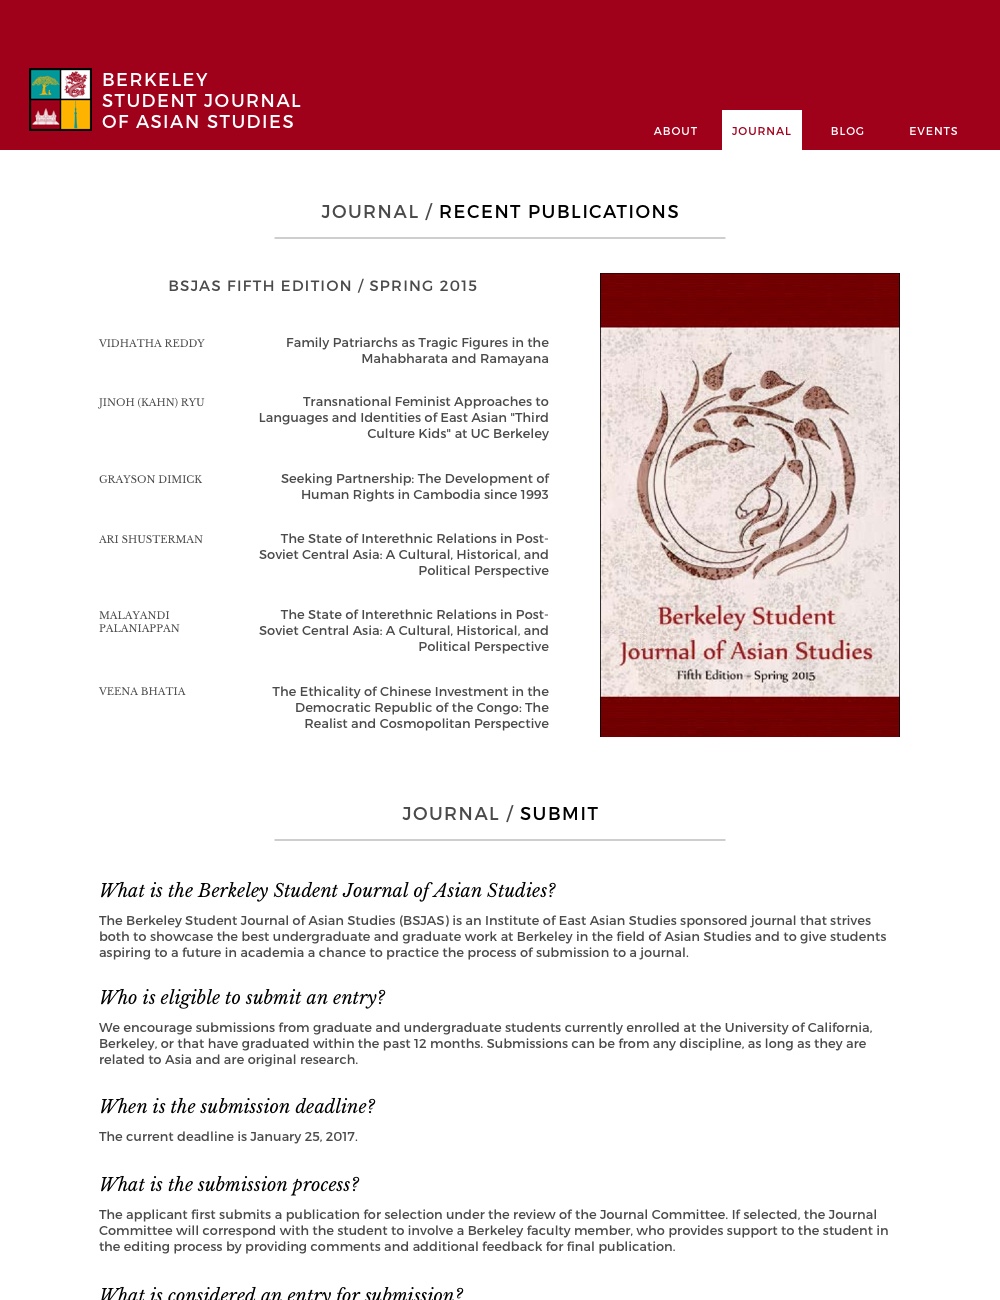 BERKELEY
STUDENT JOURNAL
OF ASIAN STUDIES
ABOUT
JOURNAL
BLOG
EVENTS
JOURNAL / RECENT PUBLICATIONS
BSJAS FIFTH EDITION / SPRING 2015
VIDHATHA REDDY
Family Patriarchs as Tragic Figures in the
Mahabharata and Ramayana
JINOH (KAHN) RYU
Transnational Feminist Approaches to
Languages and Identities of East Asian "Third
Culture Kids" at UC Berkeley
GRAYSON DIMICK
Seeking Partnership: The Development of
Human Rights in Cambodia since 1993
ARI SHUSTERMAN
The State of Interethnic Relations in Post-
Soviet Central Asia: A Cultural, Historical, and
Political Perspective
MALAYANDI
PALANIAPPAN
The State of Interethnic Relations in Post-
Soviet Central Asia: A Cultural, Historical, and
Political Perspective
VEENA BHATIA
The Ethicality of Chinese Investment in the
Democratic Republic of the Congo: The
Realist and Cosmopolitan Perspective
Berkeley Student
Journal of Asian Studies
Fifth Edition - Spring 2015
JOURNAL / SUBMIT
What is the Berkeley Student Journal of Asian Studies?
The Berkeley Student Journal of Asian Studies (BSJAS) is an Institute of East Asian Studies sponsored journal that strives
both to showcase the best undergraduate and graduate work at Berkeley in the field of Asian Studies and to give students
aspiring to a future in academia a chance to practice the process of submission to a journal.
Who is eligible to submit an entry?
We encourage submissions from graduate and undergraduate students currently enrolled at the University of California,
Berkeley, or that have graduated within the past 12 months. Submissions can be from any discipline, as long as they are
related to Asia and are original research.
When is the submission deadline?
The current deadline is January 25, 2017.
What is the submission process?
The applicant first submits a publication for selection under the review of the Journal Committee. If selected, the Journal
Committee will correspond with the student to involve a Berkeley faculty member, who provides support to the student in
the editing process by providing comments and additional feedback for final publication.
What is considered an entry for submission?